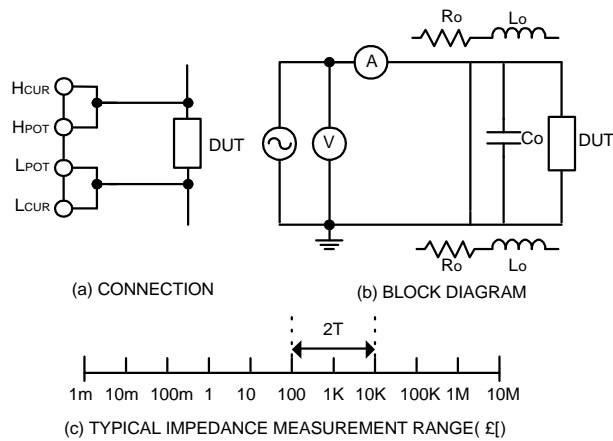 Ro Lo
HCUR
HPOT
LPOT
LCUR
DUT
A
V
Co
DUT
Ro Lo
(a) CONNECTION
(b) BLOCK DIAGRAM
2T
1m 10m 100m 1 10 100 1K 10K 100K 1M 10M
(c) TYPICAL IMPEDANCE MEASUREMENT RANGE( £[)